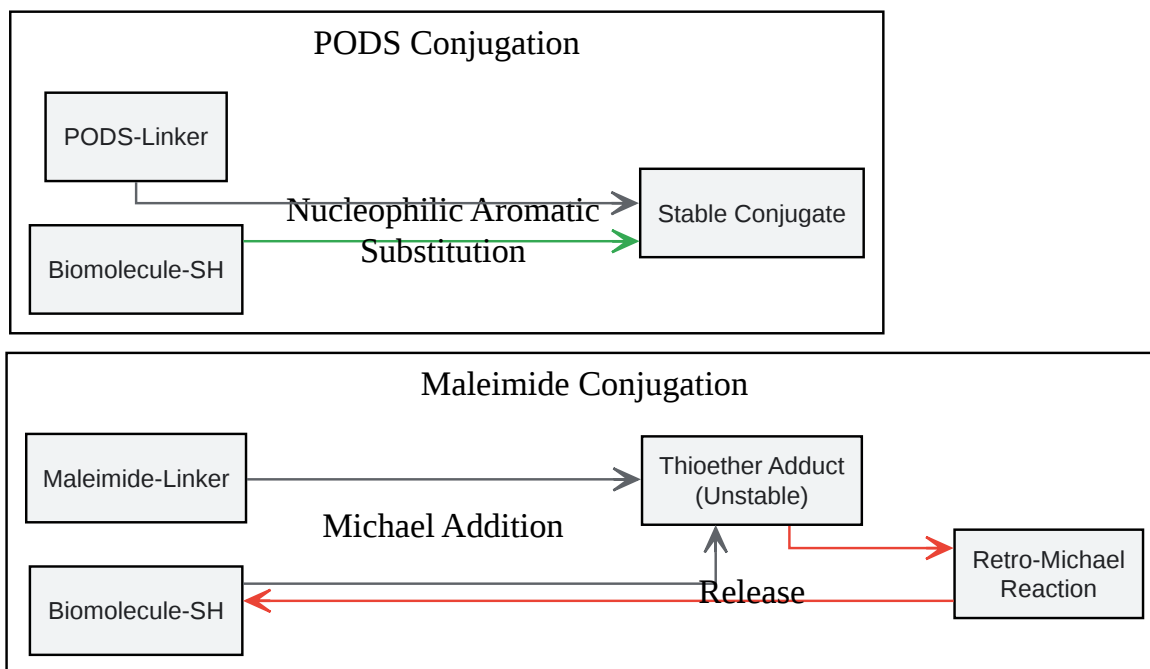 PODS Conjugation
PODS-Linker
Nucleophilic Aromatic
Substitution
Stable Conjugate
Biomolecule-SH
Maleimide Conjugation
Maleimide-Linker
Thioether Adduct
(Unstable)
Michael Addition
Retro-Michael
Reaction
Biomolecule-SH
Release